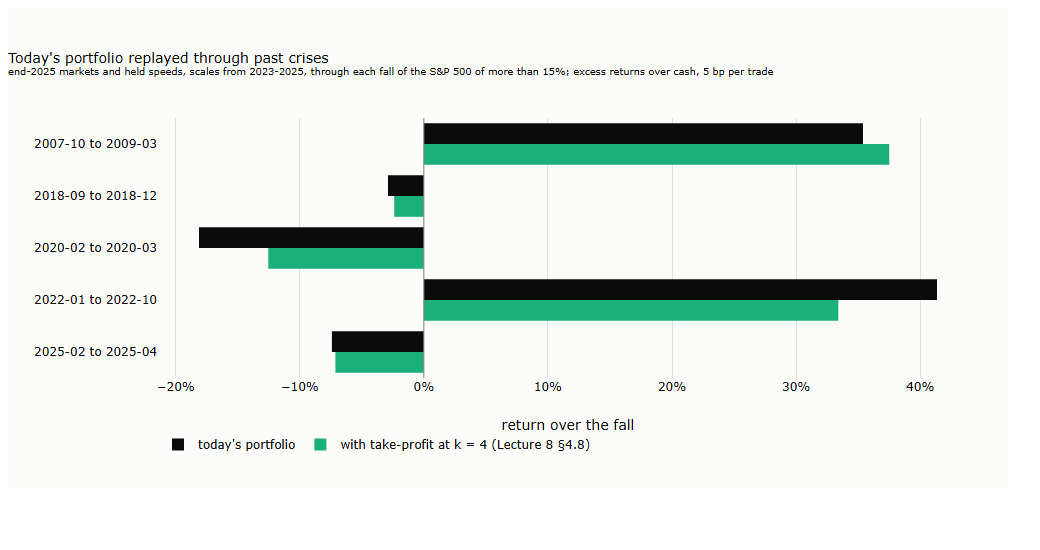 Today's portfolio replayed through past crises
end-2025 markets and held speeds, scales from 2023-2025, through each fall of the S&P 500 of more than 15%; excess returns over cash, 5 bp per trade
2007-10 to 2009-03
2018-09 to 2018-12
2020-02 to 2020-03
2022-01 to 2022-10
2025-02 to 2025-04
−20% −10% 0% 10% 20% 30% 40%
return over the fall
today's portfolio with take-profit at k = 4 (Lecture 8 §4.8)